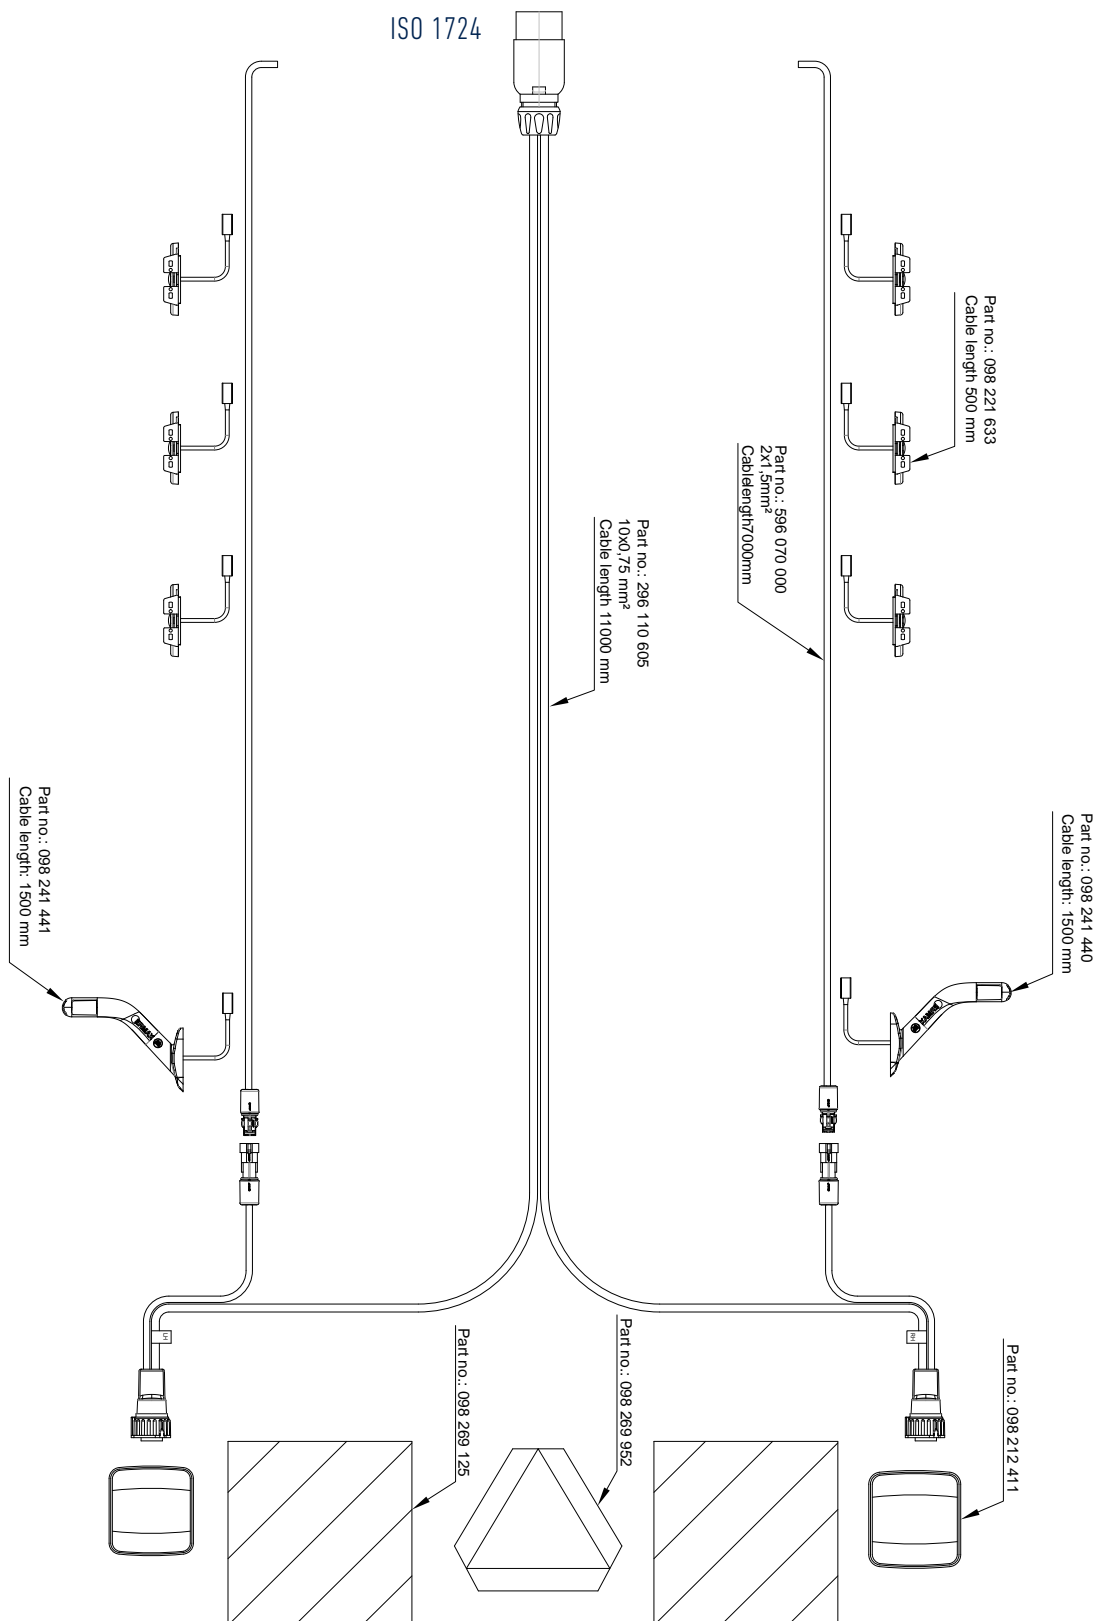 ISO 1724
Part no.: 098 221 633
Cable length 500 mm
Part no.: 596 070 000
2x1,5mm²
Cablelength7000mm
Part no.: 296 110 605
10x0,75 mm²
Cable length 11000 mm
Part no.: 098 241 440
Cable length: 1500 mm
Part no.: 098 241 441
Cable length: 1500 mm
LH
RH
Part no.: 098 212 411
Part no.: 098 269 952
Part no.: 098 269 125